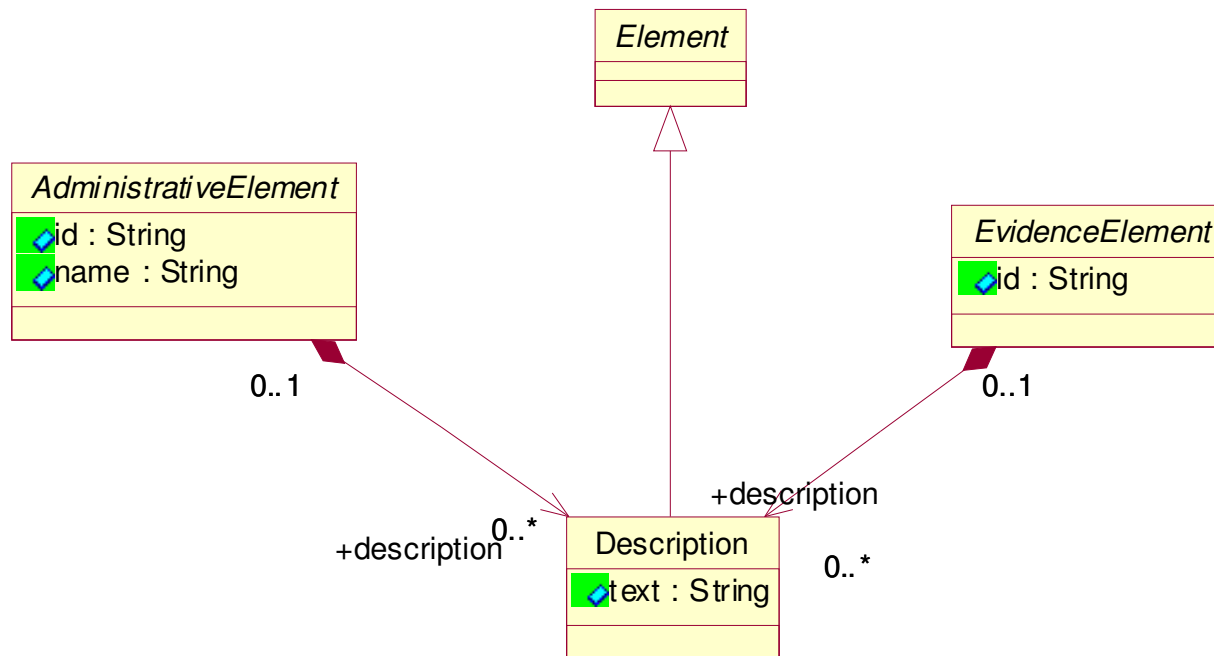 Element
AdministrativeElement
id : String
name : String
EvidenceElement
id : String
0..1
0..1
+description
0..*
+description
Description
0..*
text : String